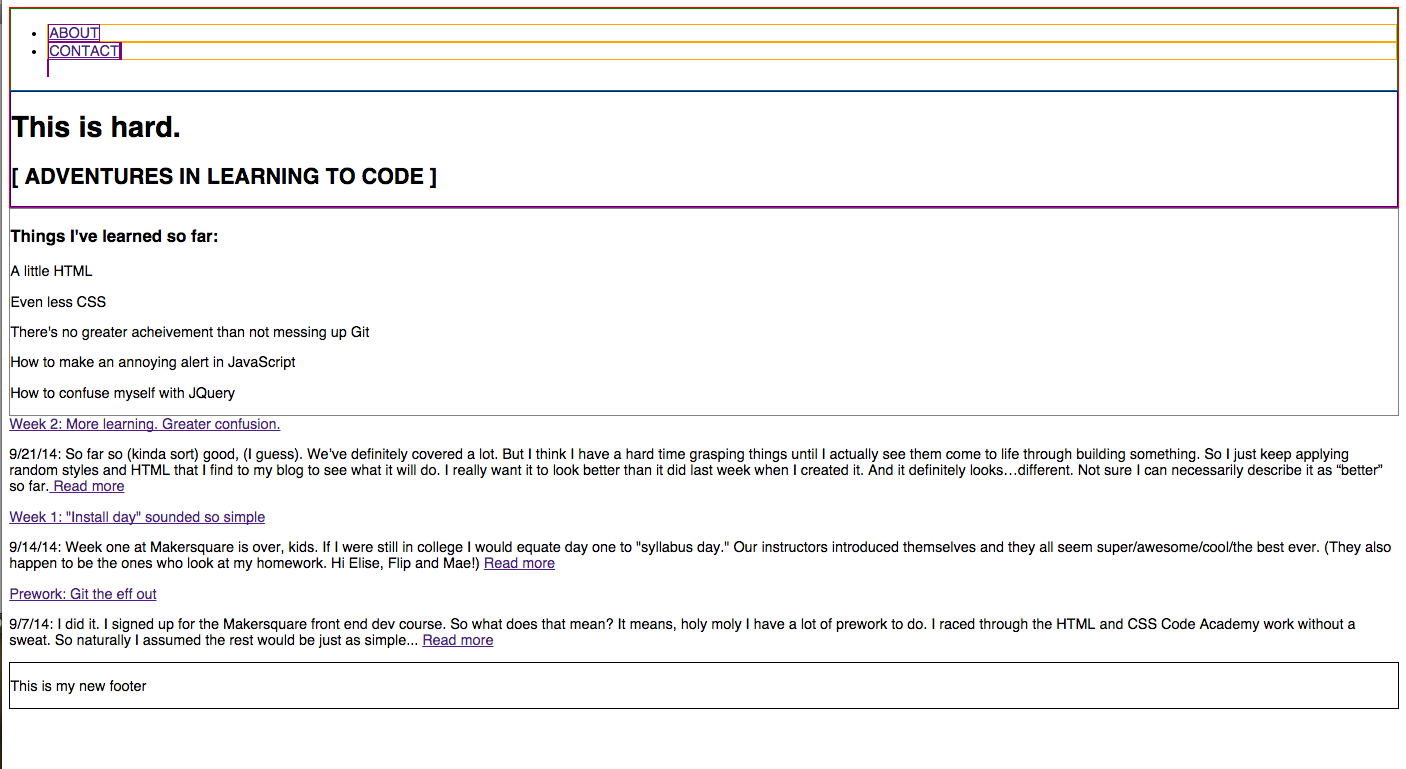 ABOUT
CONTACT
This is hard.
[ ADVENTURES IN LEARNING TO CODE ]
Things I've learned so far:
A little HTML
Even less CSS
There's no greater acheivement than not messing up Git
How to make an annoying alert in JavaScript
How to confuse myself with JQuery
Week 2: More learning. Greater confusion.
9/21/14: So far so (kinda sort) good, (I guess). We've definitely covered a lot. But I think I have a hard time grasping things until I actually see them come to life through building something. So I just keep applying
random styles and HTML that I find to my blog to see what it will do. I really want it to look better than it did last week when I created it. And it definitely looks…different. Not sure I can necessarily describe it as “better”
so far. Read more
Week 1: "Install day" sounded so simple
9/14/14: Week one at Makersquare is over, kids. If I were still in college I would equate day one to "syllabus day." Our instructors introduced themselves and they all seem super/awesome/cool/the best ever. (They also
happen to be the ones who look at my homework. Hi Elise, Flip and Mae!) Read more
Prework: Git the eff out
9/7/14: I did it. I signed up for the Makersquare front end dev course. So what does that mean? It means, holy moly I have a lot of prework to do. I raced through the HTML and CSS Code Academy work without a
sweat. So naturally I assumed the rest would be just as simple... Read more
This is my new footer